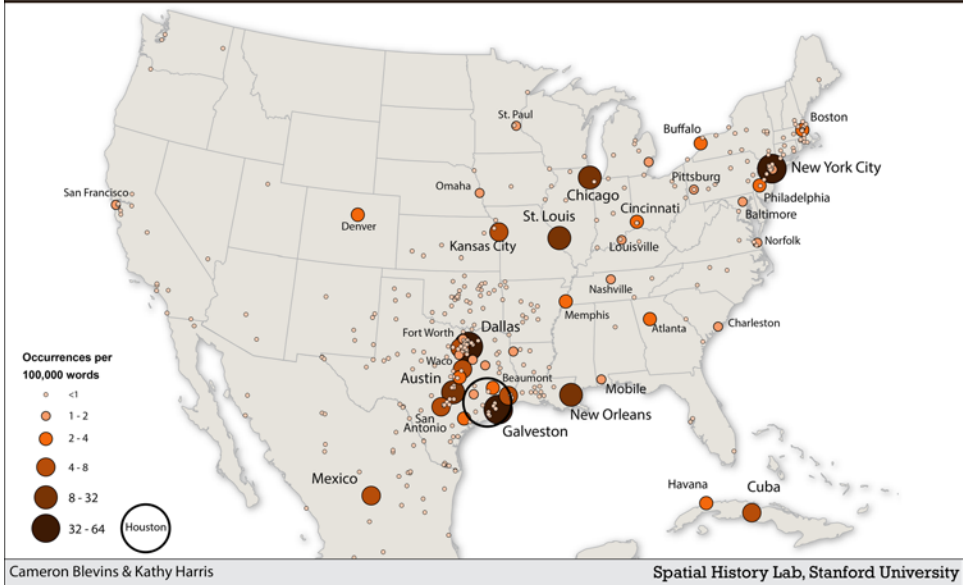 St. Paul
Boston
Buffalo
New York City
Pittsburg
San Francisco
Omaha
Chicago
Philadelphia
St. Louis
Cincinnati
Baltimore
Denver
Kansas City
Louisville
Norfolk
Nashville
Memphis
Atlanta
Charleston
Fort Worth
Dallas
Waco
Austin
Beaumont
Mobile
New Orleans
San
Antonio
Galveston
Mexico
Havana
Cuba
Occurrences per
100,000 words
<1
1 - 2
2 - 4
4 - 8
8 - 32
32 - 64
Houston
Cameron Blevins & Kathy Harris
Spatial History Lab, Stanford University